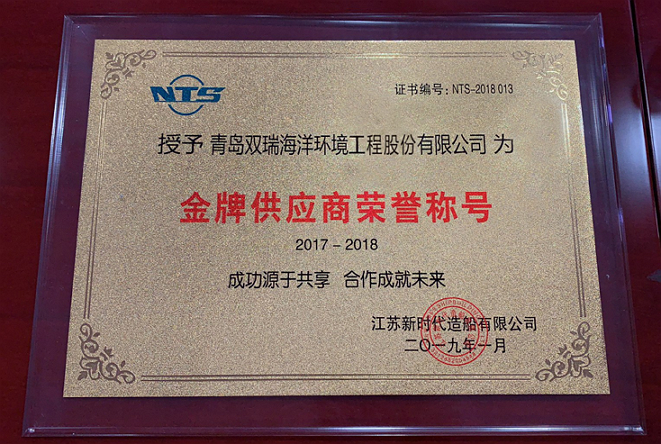 NTS
证书编号：NTS-2018 013
授予 青岛双瑞海洋环境工程股份有限公司 为
金牌供应商荣誉称号
2017－2018
成功源于共享 合作成就未来
江苏新时代造船有限公司
二〇一九年一月